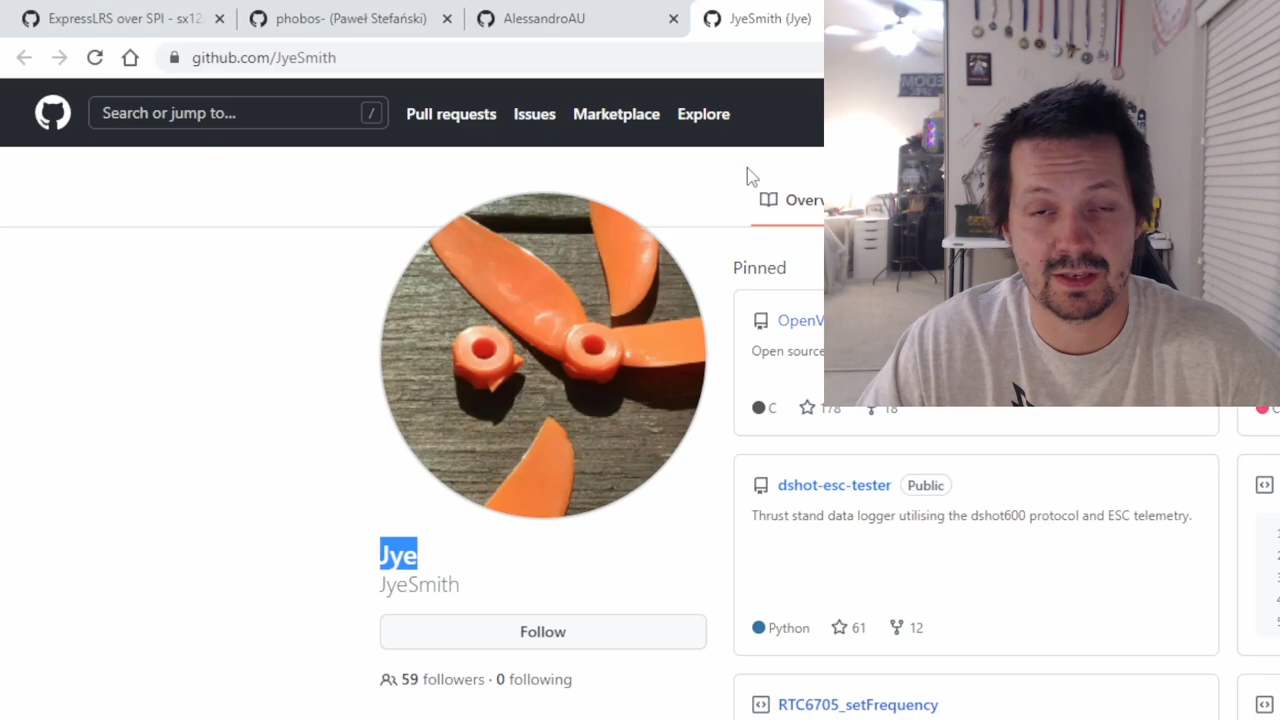 ExpressLRS over SPI - sx12
phobos- (Paweł Stefański)
AlessandroAU
JyeSmith (Jye)
github.com/JyeSmith
Search or jump to... /
Pull requests Issues Marketplace Explore
Overv
Pinned
OpenV
Open source
C 178 18
dshot-esc-tester Public
Thrust stand data logger utilising the dshot600 protocol and ESC telemetry.
Python 61 12
RTC6705_setFrequency
Jye
JyeSmith
Follow
59 followers · 0 following